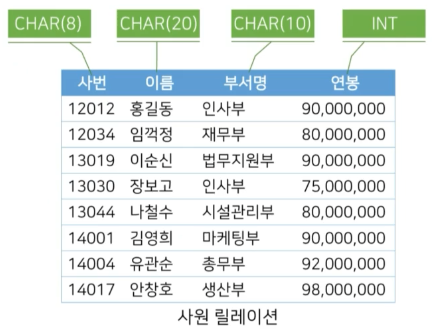 CHAR(8) CHAR(20) CHAR(10) INT
사번 이름 부서명 연봉
12012 홍길동 인사부 90,000,000
12034 임꺽정 재무부 80,000,000
13019 이순신 법무지원부 90,000,000
13030 장보고 인사부 75,000,000
13044 나철수 시설관리부 80,000,000
14001 김영희 마케팅부 90,000,000
14004 유관순 총무부 92,000,000
14017 안창호 생산부 98,000,000
사원 릴레이션